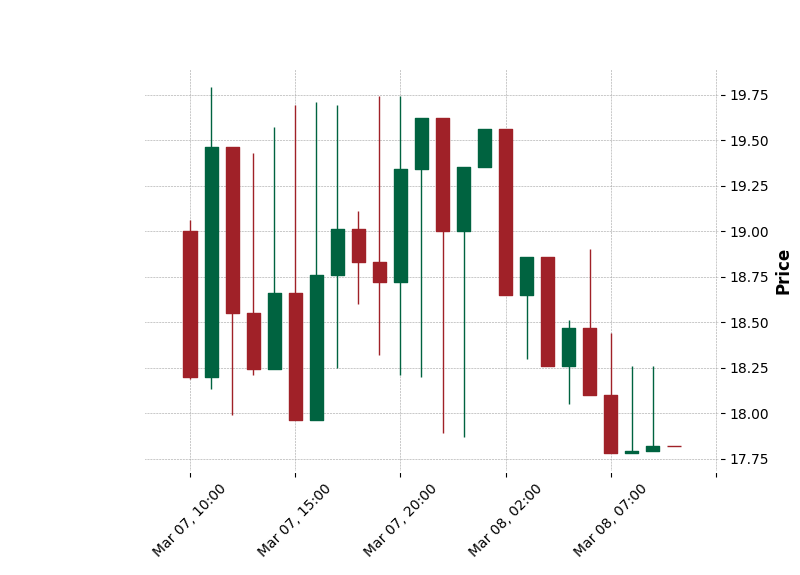 19.75
19.50
19.25
19.00
18.75
18.50
18.25
18.00
17.75
Price
Mar 07, 10:00
Mar 07, 15:00
Mar 07, 20:00
Mar 08, 02:00
Mar 08, 07:00